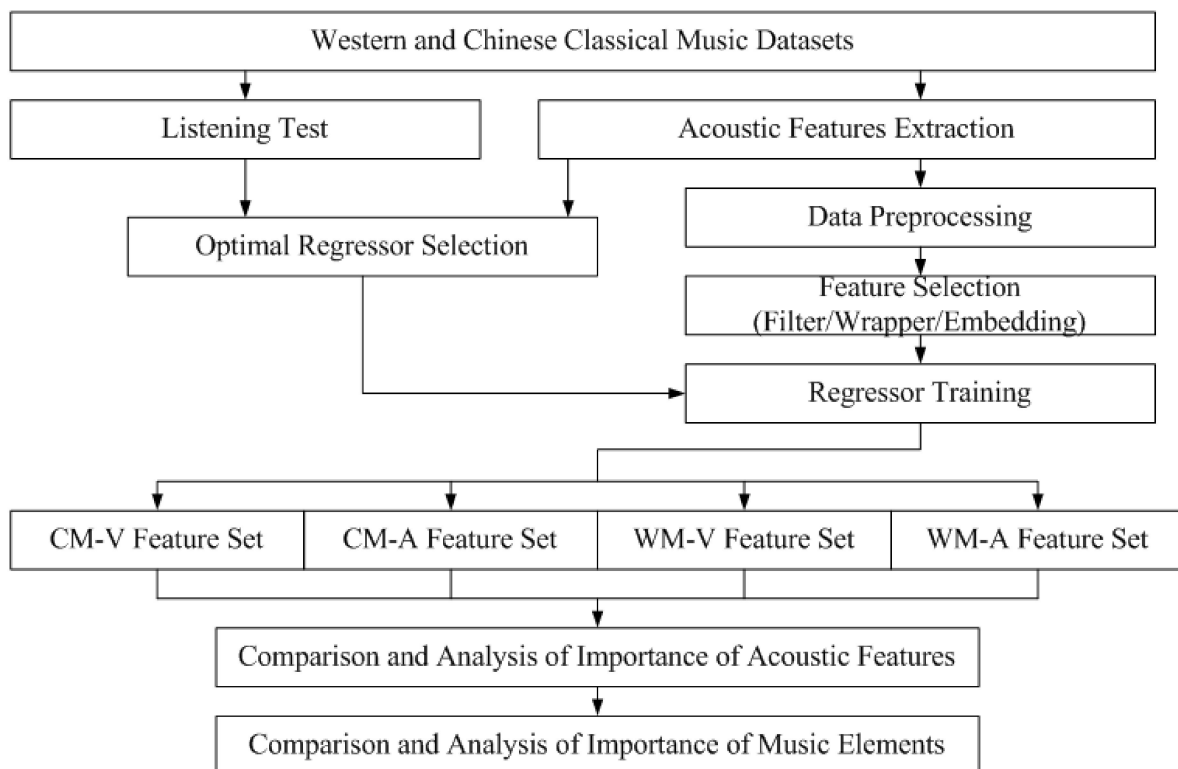 Western and Chinese Classical Music Datasets
Listening Test
Acoustic Features Extraction
Data Preprocessing
Optimal Regressor Selection
Feature Selection
(Filter/Wrapper/Embedding)
Regressor Training
CM-V Feature Set
CM-A Feature Set
WM-V Feature Set
WM-A Feature Set
Comparison and Analysis of Importance of Acoustic Features
Comparison and Analysis of Importance of Music Elements